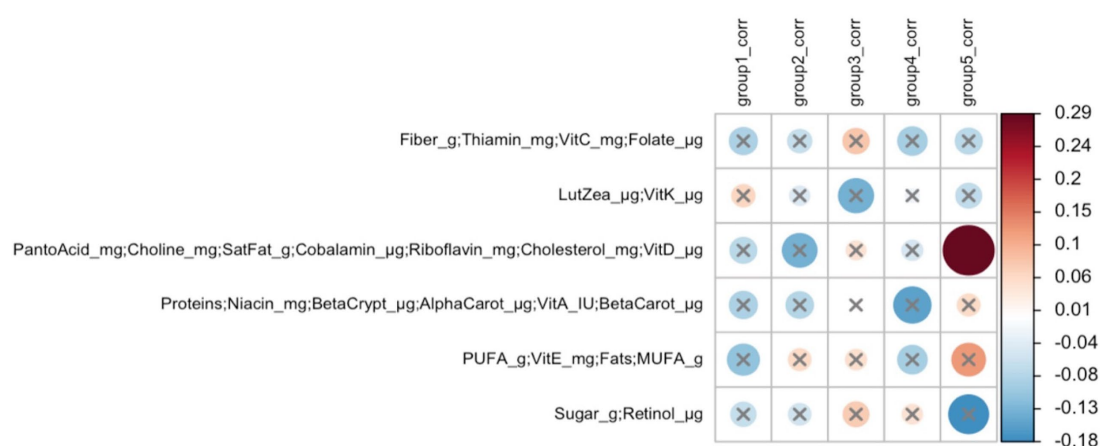 group1_corr
group2_corr
group3_corr
group4_corr
group5_corr
Fiber_g;Thiamin_mg;VitC_mg;Folate_µg
LutZea_µg;VitK_µg
PantoAcid_mg;Choline_mg;SatFat_g;Cobalamin_µg;Riboflavin_mg;Cholesterol_mg;VitD_µg
Proteins;Niacin_mg;BetaCrypt_µg;AlphaCarot_µg;VitA_IU;BetaCarot_µg
PUFA_g;VitE_mg;Fats;MUFA_g
Sugar_g;Retinol_µg
0.29
0.24
0.2
0.15
0.1
0.06
0.01
-0.04
-0.08
-0.13
-0.18